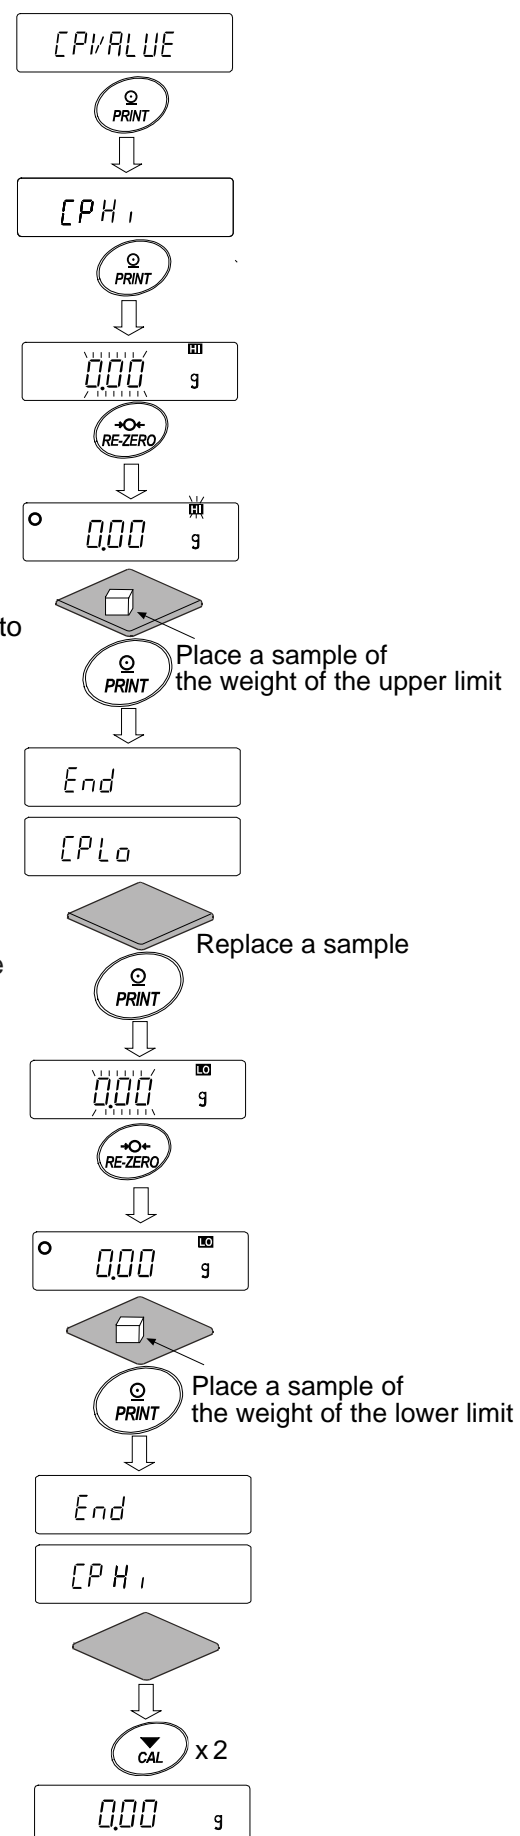 CPVALUE
PRINT
CPHi
PRINT
HI
0.00 g
RE-ZERO
HI
0.00 g
to
Place a sample of
the weight of the upper limit
PRINT
End
CPLo
Replace a sample
e
PRINT
LO
0.00 g
RE-ZERO
LO
0.00 g
Place a sample of
the weight of the lower limit
PRINT
End
CPHi
CAL x 2
0.00 g